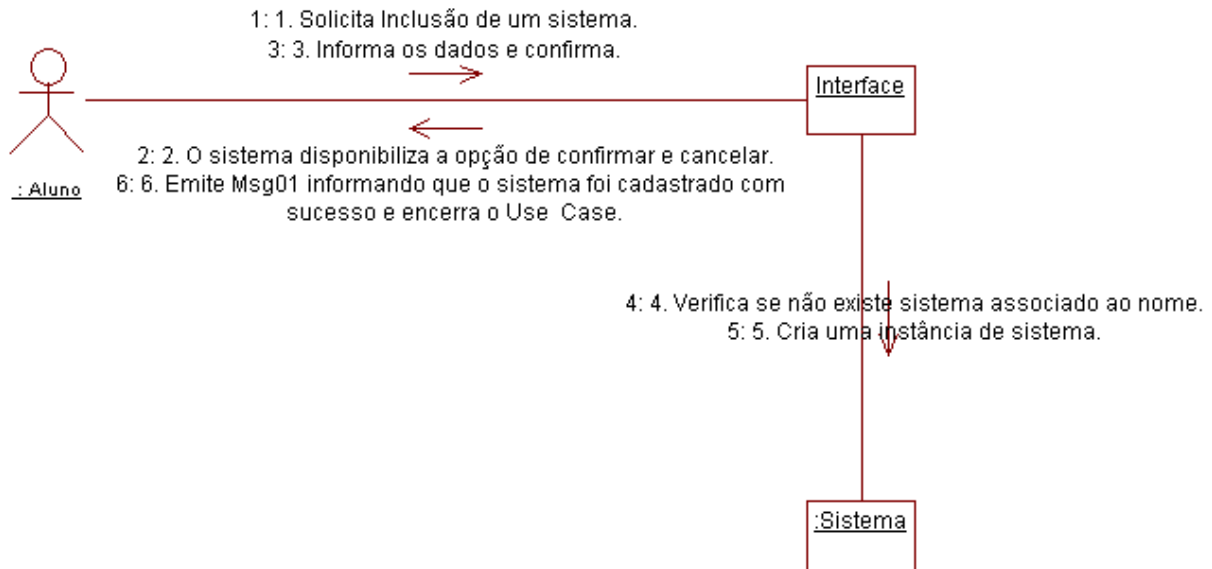 1: 1. Solicita Inclusão de um sistema.
3: 3. Informa os dados e confirma.
Interface
2: 2. O sistema disponibiliza a opção de confirmar e cancelar.
: Aluno
6: 6. Emite Msg01 informando que o sistema foi cadastrado com
sucesso e encerra o Use Case.
4: 4. Verifica se não existe sistema associado ao nome.
5: 5. Cria uma instância de sistema.
:Sistema